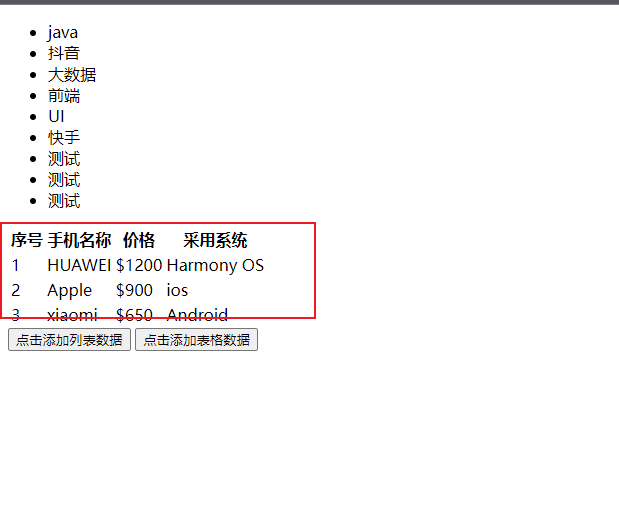 java
抖音
大数据
前端
UI
快手
测试
测试
测试
序号 手机名称 价格 采用系统
1 HUAWEI $1200 Harmony OS
2 Apple $900 ios
3 xiaomi $650 Android
点击添加列表数据 点击添加表格数据